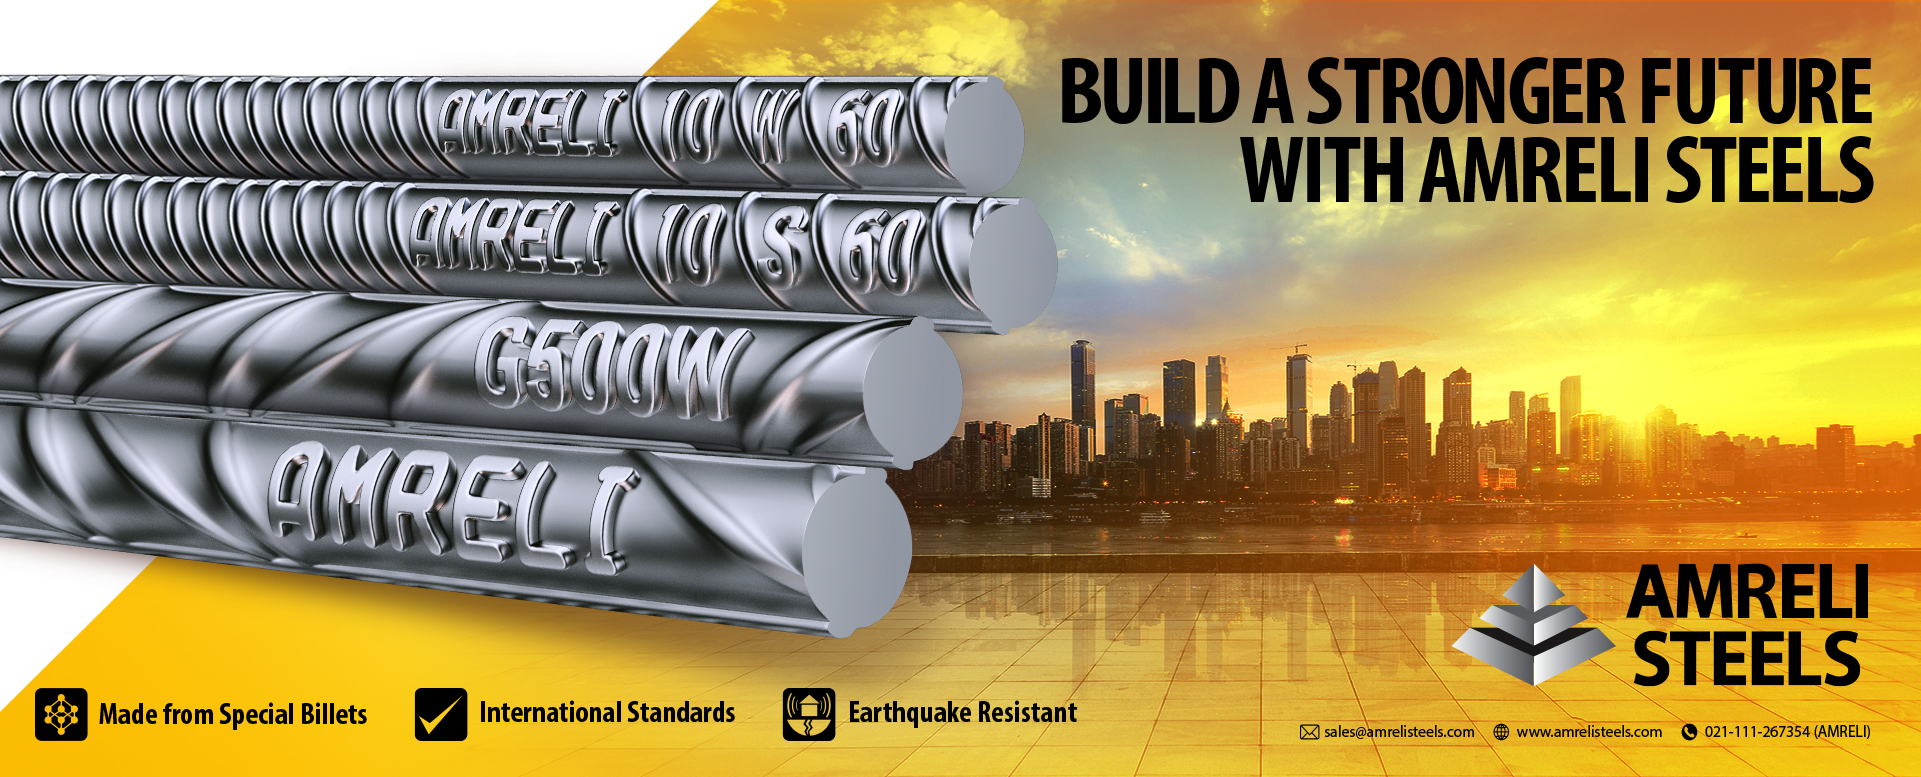 BUILD A STRONGER FUTURE
WITH AMRELI STEELS
AMRELI 10 W 60
AMRELI 10 S 60
G500W
AMRELI
AMRELI
STEELS
Made from Special Billets
International Standards
Earthquake Resistant
sales@amrelisteels.com
www.amrelisteels.com
021-111-267354 (AMRELI)